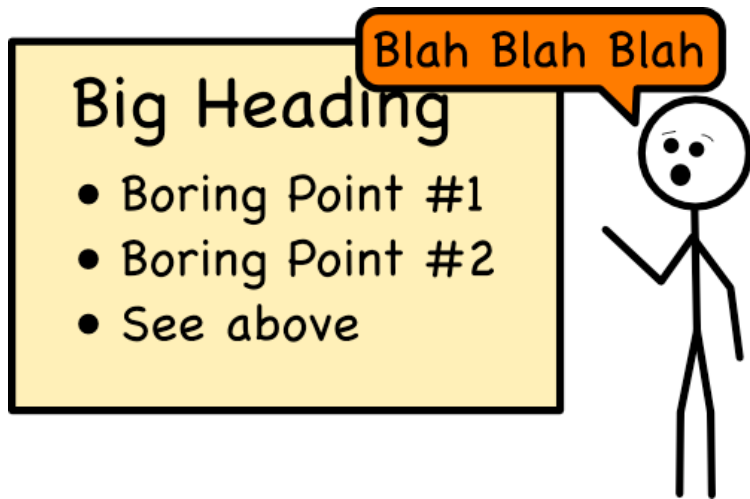 Blah Blah Blah
Big Heading
• Boring Point #1
• Boring Point #2
• See above